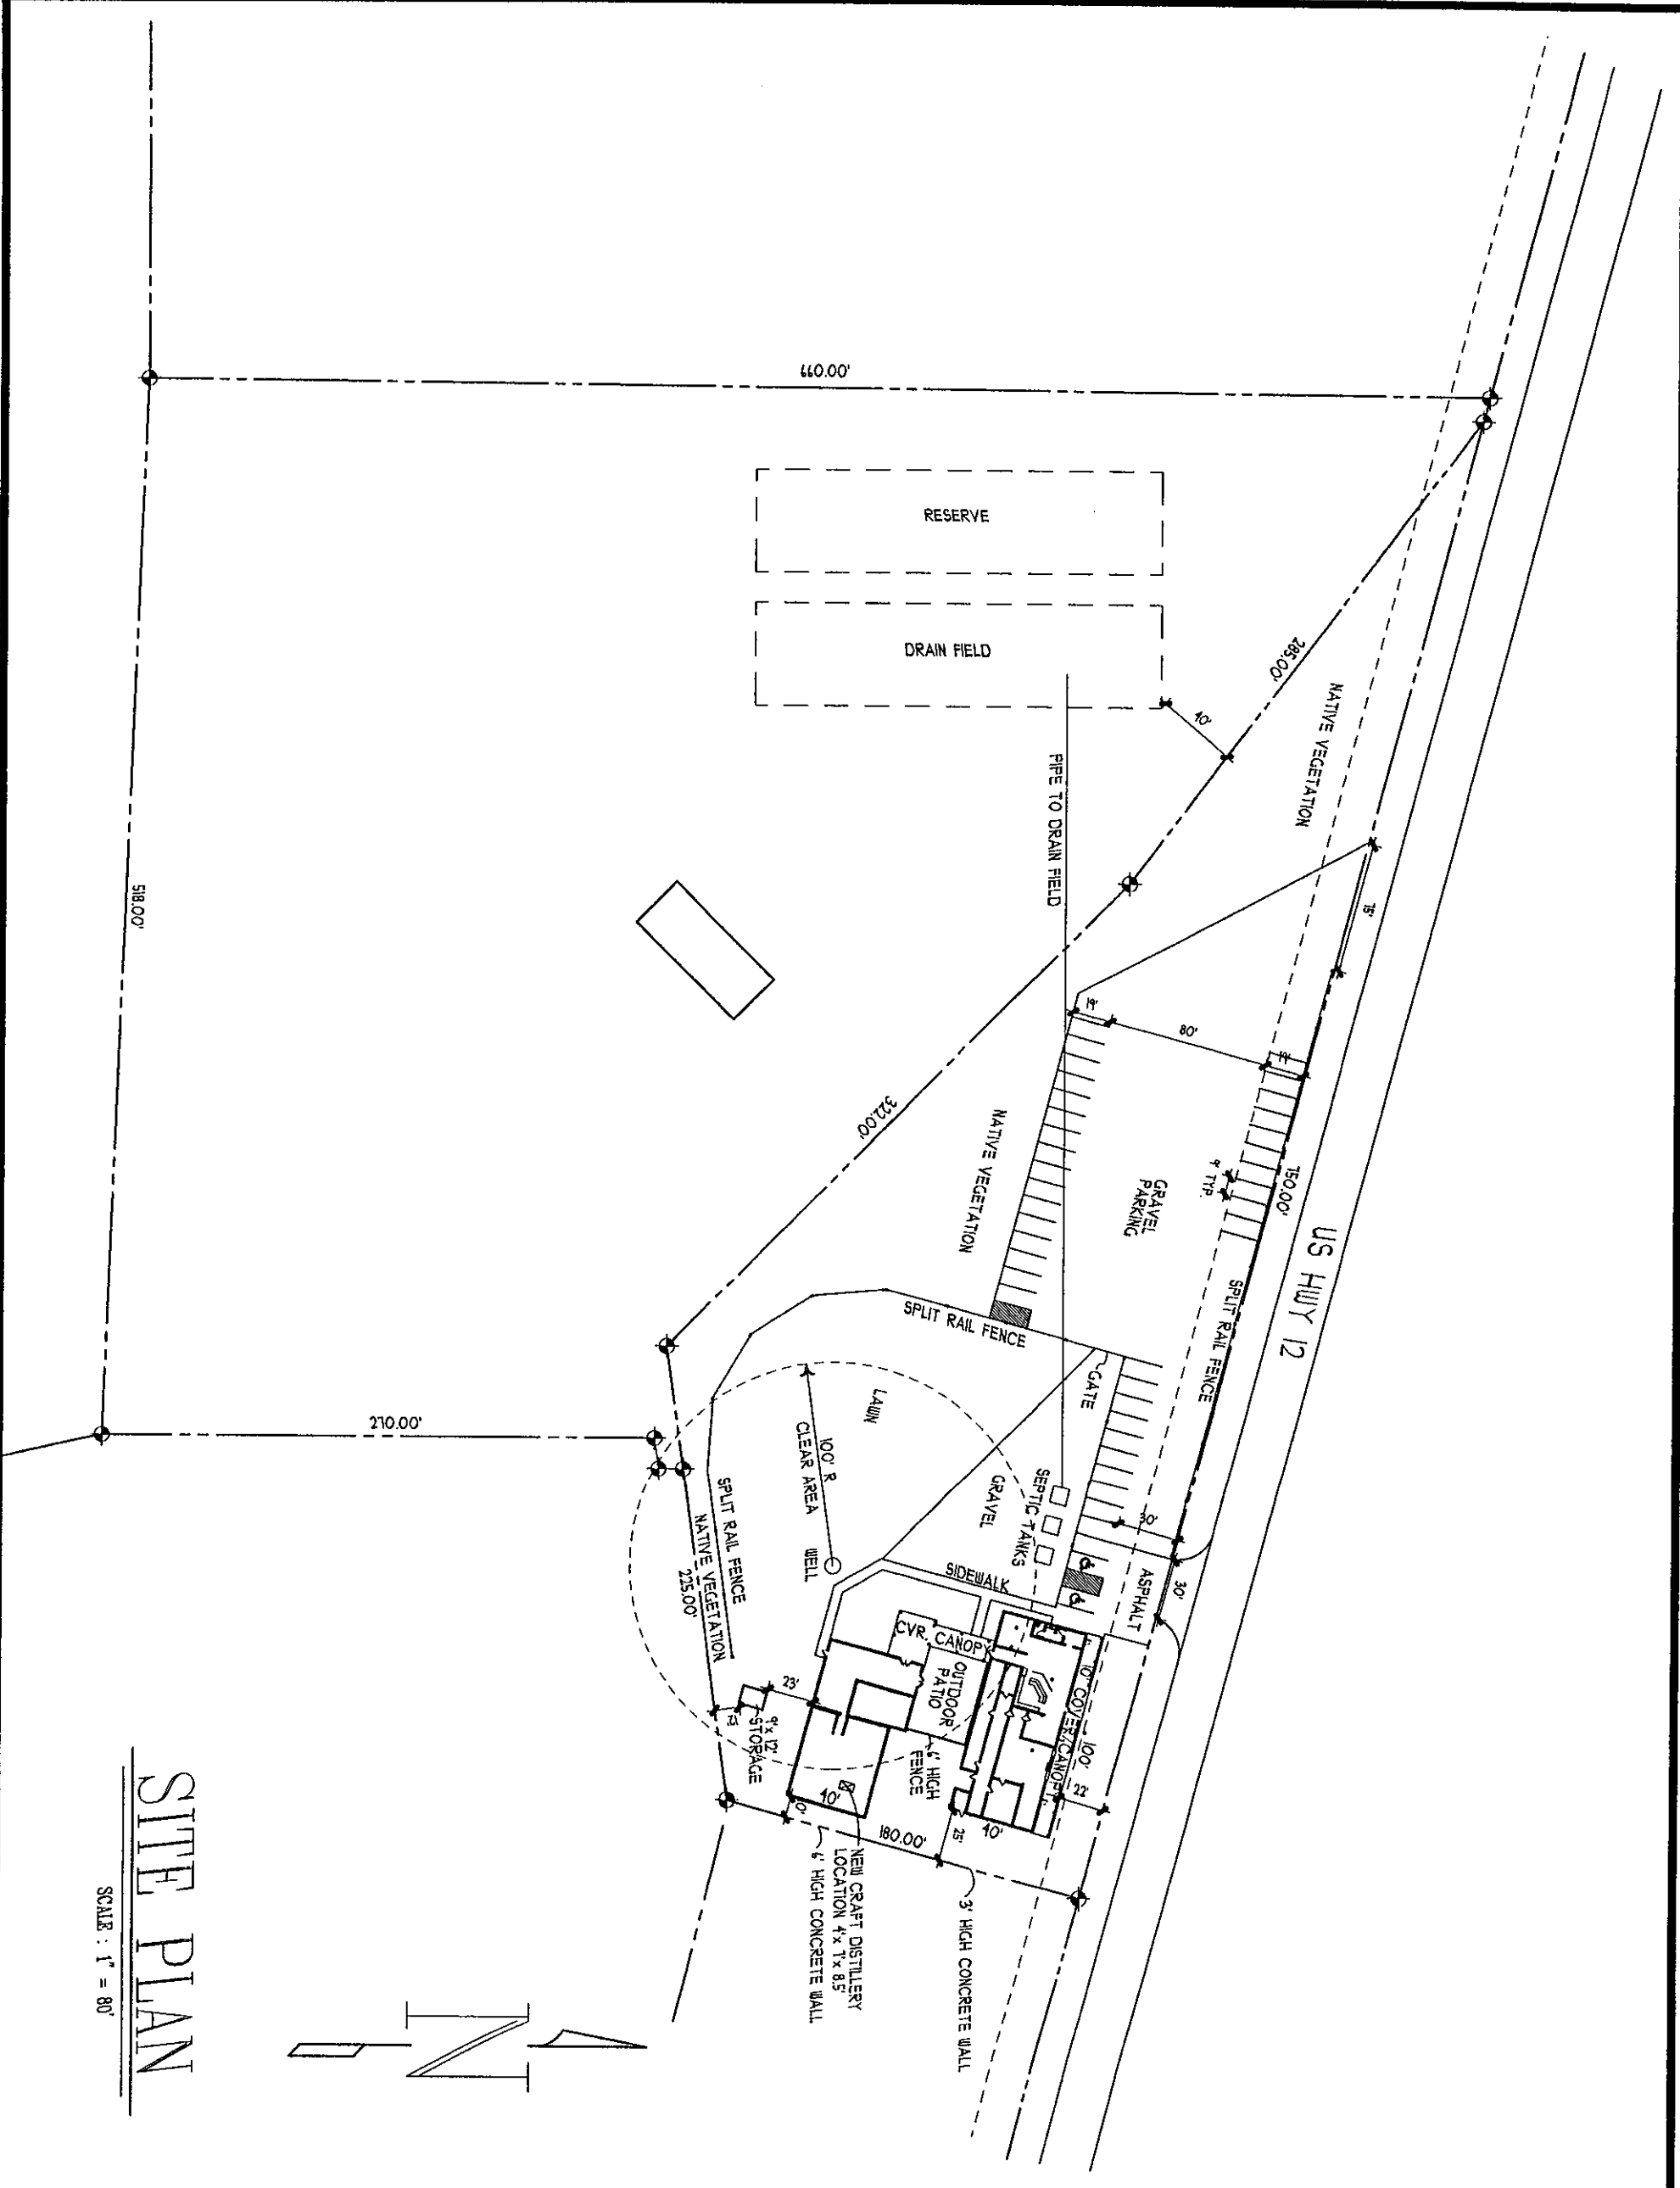 US HWY 12
660.00'
RESERVE
DRAIN FIELD
285.00'
40'
NATIVE VEGETATION
PIPE TO DRAIN FIELD
75'
518.00'
19'
80'
19'
9' TYP.
750.00'
GRAVEL
PARKING
322.00'
NATIVE VEGETATION
SPLIT RAIL FENCE
SPLIT RAIL FENCE
GATE
LAWN
270.00'
100' R
CLEAR AREA
WELL
SEPTIC TANKS
GRAVEL
30'
30'
ASPHALT
SIDEWALK
SPLIT RAIL FENCE
NATIVE VEGETATION
225.00'
CVR. CANOPY
OUTDOOR
PATIO
10' COVER/CANOPY
100'
22'
23'
9' x 12'
STORAGE
6' HIGH
FENCE
40'
40'
25'
180.00'
NEW CRAFT DISTILLERY
LOCATION 4' x 7' x 8.5'
6' HIGH CONCRETE WALL
3' HIGH CONCRETE WALL
N
SITE PLAN
SCALE : 1" = 80'